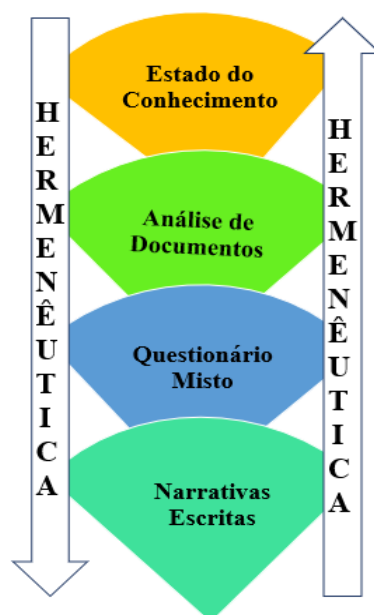 HERMENÊUTICA
Estado do
Conhecimento
Análise de
Documentos
Questionário
Misto
Narrativas
Escritas
HERMENÊUTICA